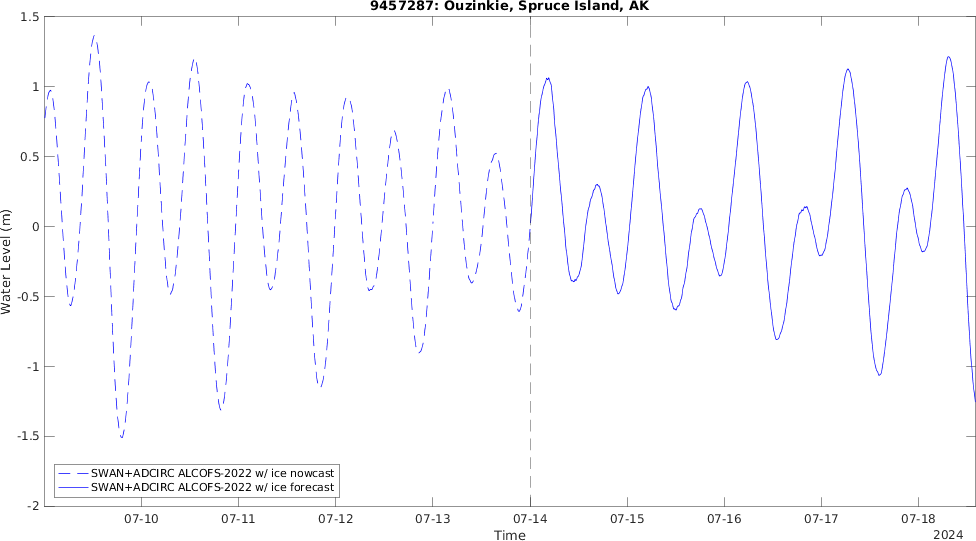 9457287: Ouzinkie, Spruce Island, AK
1.5
1
0.5
0
-0.5
-1
-1.5
-2
Water Level (m)
SWAN+ADCIRC ALCOFS-2022 w/ ice nowcast
SWAN+ADCIRC ALCOFS-2022 w/ ice forecast
07-10 07-11 07-12 07-13 07-14 07-15 07-16 07-17 07-18
Time
2024